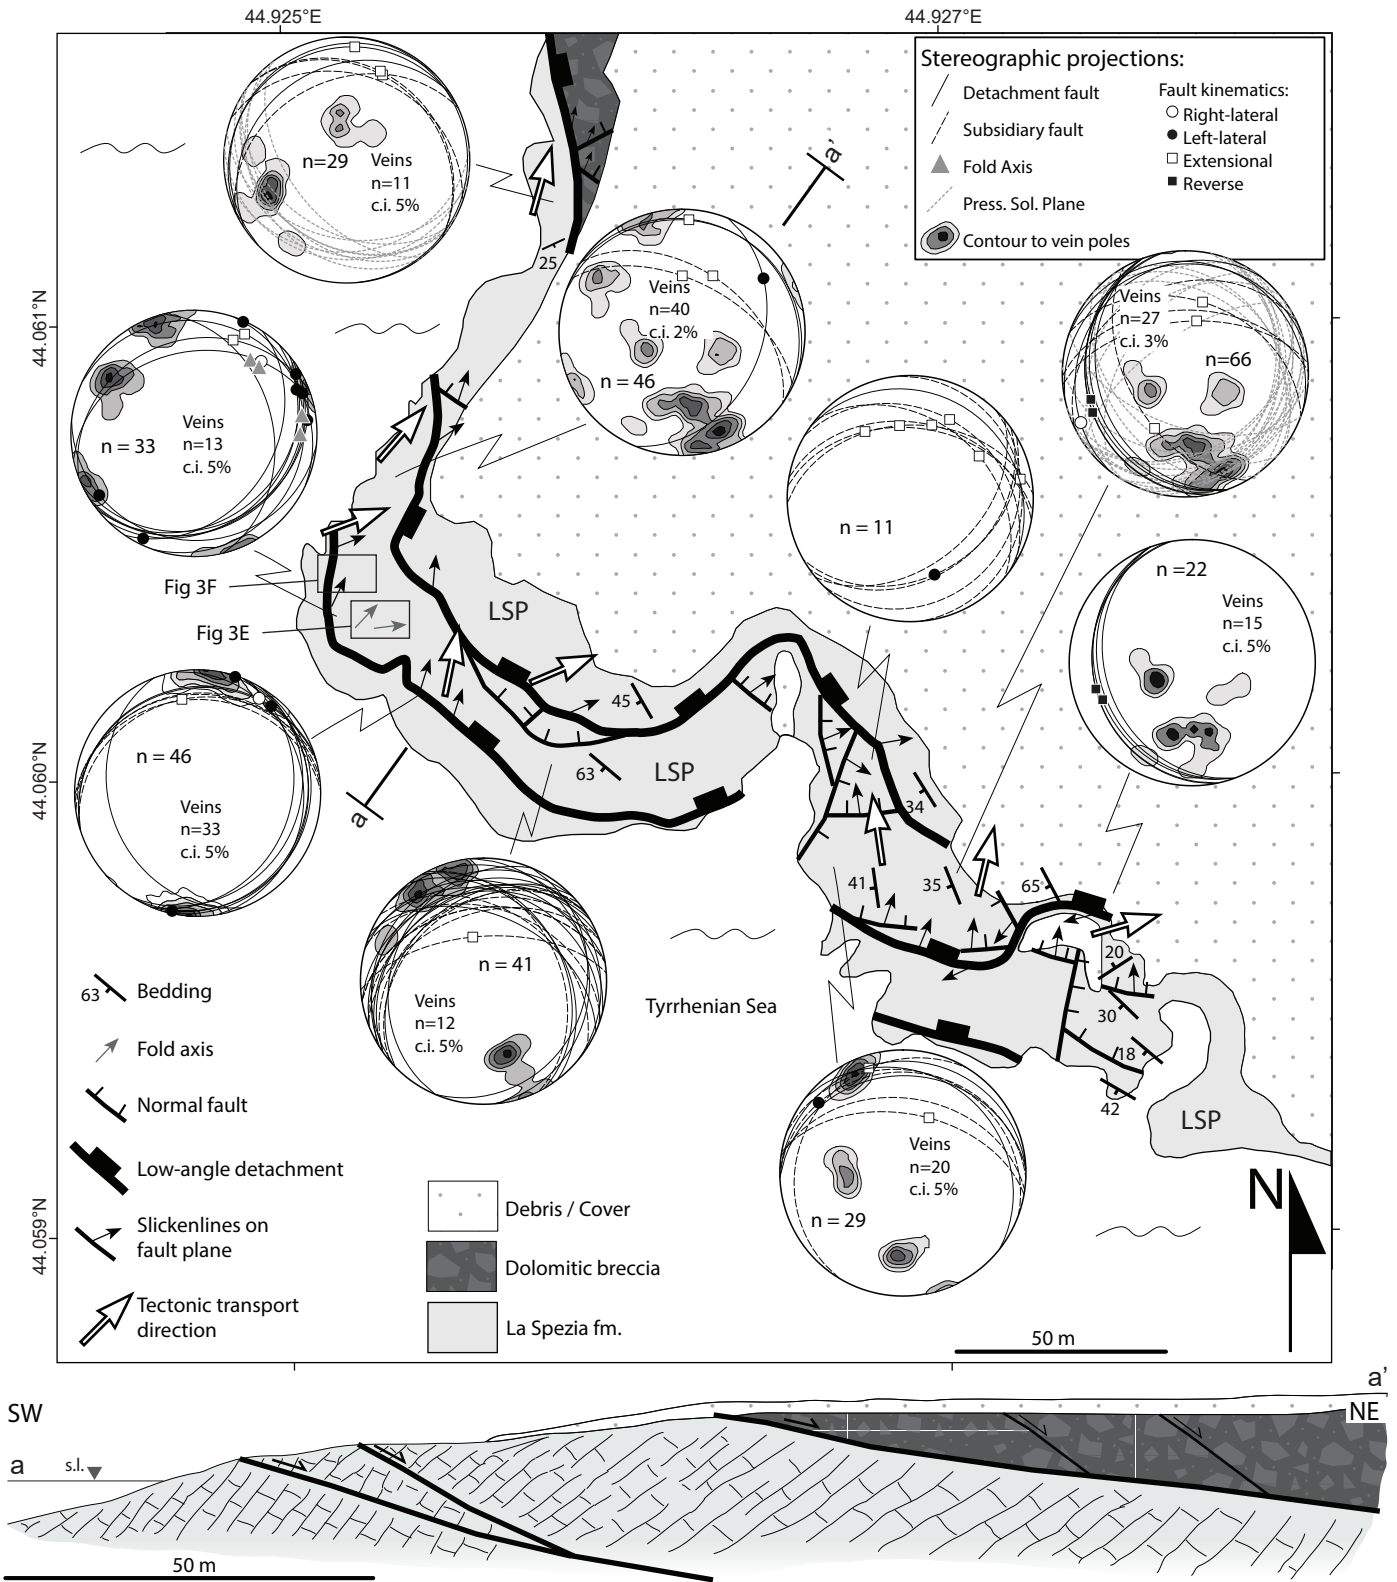 44.925°E
44.927°E
44.061°N
44.060°N
44.059°N
Stereographic projections:
Detachment fault
Subsidiary fault
Fold Axis
Press. Sol. Plane
Contour to vein poles
Fault kinematics:
Right-lateral
Left-lateral
Extensional
Reverse
n=29
Veins
n=11
c.i. 5%
a'
25
Veins
n=40
c.i. 2%
n = 46
Veins
n=27
c.i. 3%
n=66
n = 33
Veins
n=13
c.i. 5%
n = 11
n =22
Veins
n=15
c.i. 5%
Fig 3F
Fig 3E
LSP
45
LSP
63
34
n = 46
Veins
n=33
c.i. 5%
a
41
35
65
20
30
18
42
LSP
n = 41
Veins
n=12
c.i. 5%
Tyrrhenian Sea
Veins
n=20
c.i. 5%
n = 29
63
Bedding
Fold axis
Normal fault
Low-angle detachment
Slickenlines on
fault plane
Tectonic transport
direction
Debris / Cover
Dolomitic breccia
La Spezia fm.
N
50 m
SW
a'
NE
a
s.l.
50 m